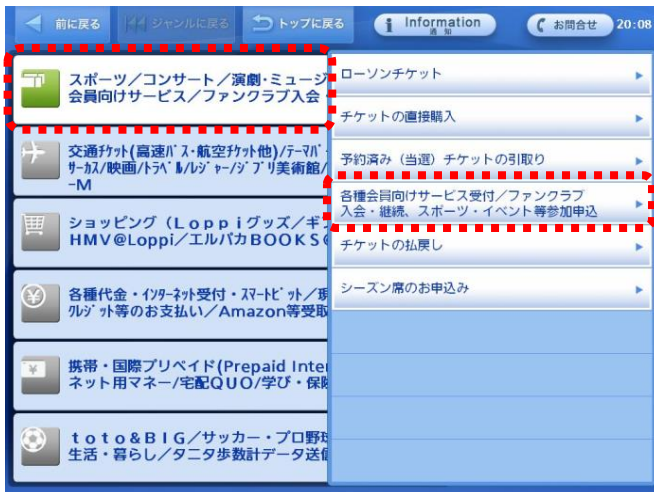 前に戻る
ジャンルに戻る
トップに戻る
Information
通知
お問合せ
20:08
スポーツ／コンサート／演劇･ミュージ
会員向けサービス／ファンクラブ入会
交通ﾁｹｯﾄ(高速ﾊﾞｽ・航空ﾁｹｯﾄ他)/ﾃｰﾏﾊﾟ
ｻｰｶｽ/映画/ﾄﾗﾍﾞﾙ/ﾚｼﾞｬｰ/ｼﾞﾌﾞﾘ美術館/
-M
ショッピング（Ｌｏｐｐｉグッズ／ギフ
HMV@Loppi／エルパカBOOKS@
各種代金・ｲﾝﾀｰﾈｯﾄ受付・ｽﾏｰﾄﾋﾟｯﾄ／現
ｸﾚｼﾞｯﾄ等のお支払い／Amazon等受取
携帯・国際プリペイド(Prepaid Inte
ネット用マネー/宅配QUO/学び・保険
ｔｏｔｏ＆ＢＩＧ／サッカー・プロ野球
生活・暮らし／タニタ歩数計データ送信
ローソンチケット
チケットの直接購入
予約済み（当選）チケットの引取り
各種会員向けサービス受付／ファンクラブ
入会・継続、スポーツ・イベント等参加申込
チケットの払戻し
シーズン席のお申込み